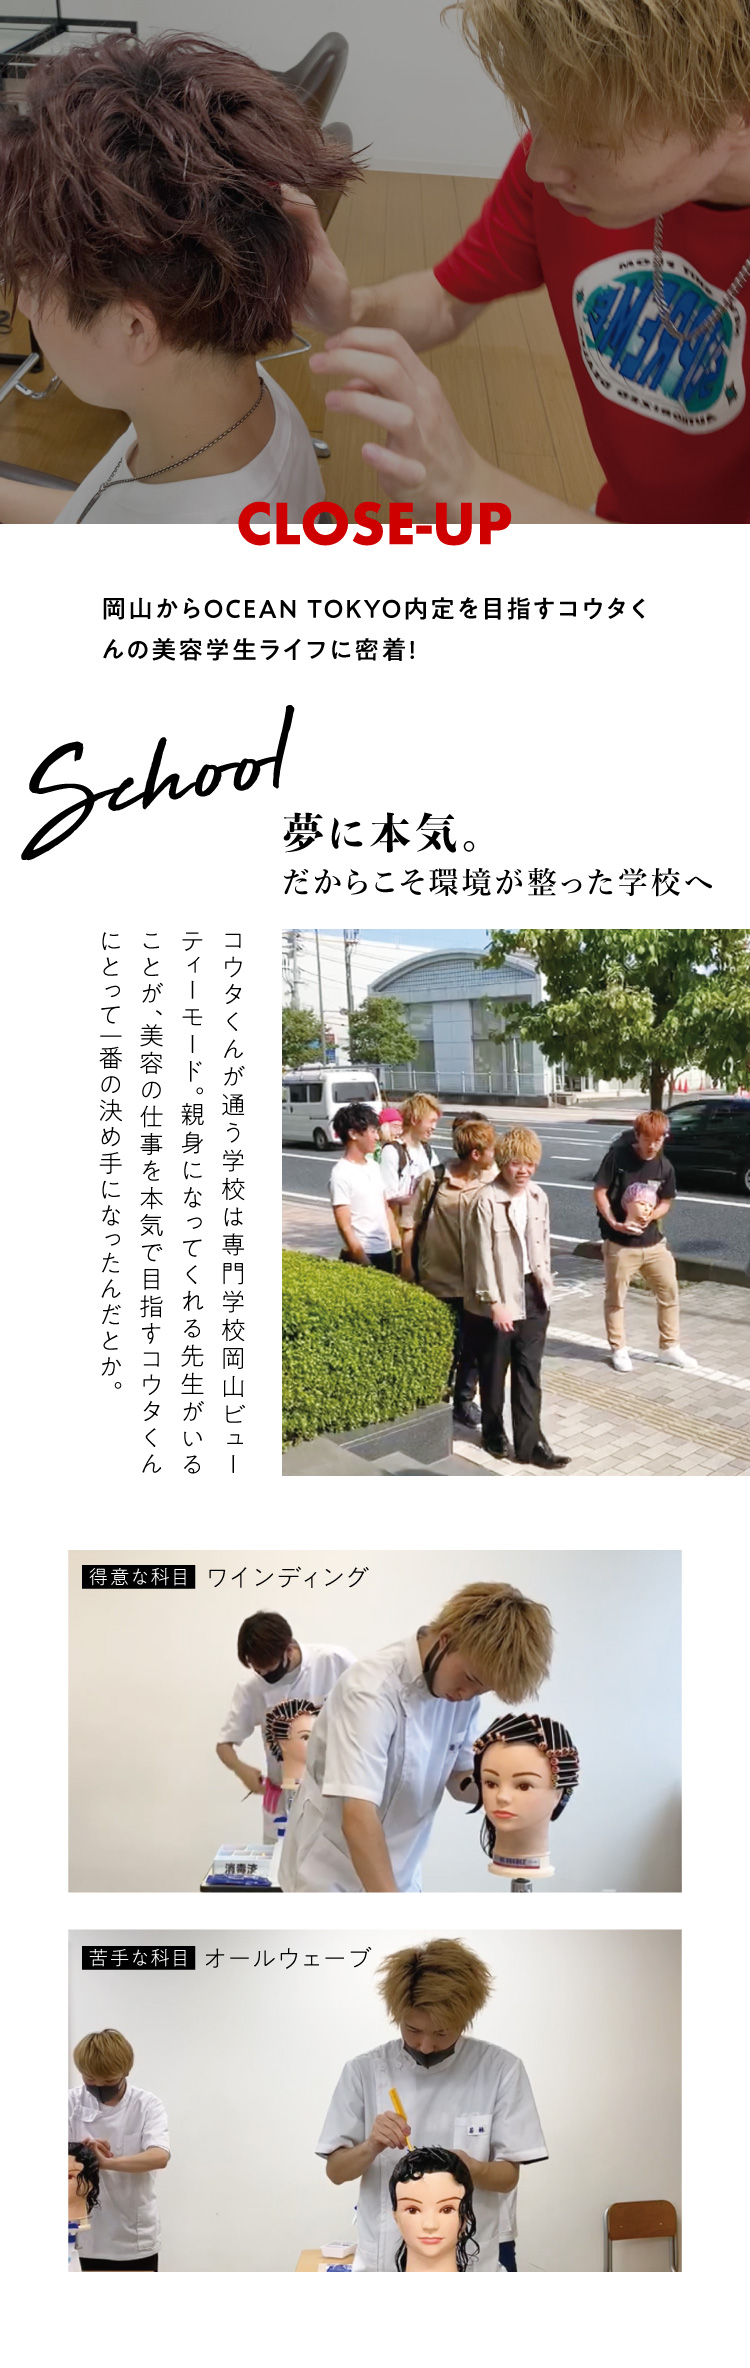 CLOSE-UP
岡山からOCEAN TOKYO内定を目指すコウタく
んの美容学生ライフに密着!
School
夢に本気。
だからこそ環境が整った学校へ
コウタくんが通う学校は専門学校岡山ビュー
ティーモード。親身になってくれる先生がいる
ことが、美容の仕事を本気で目指すコウタくん
にとって一番の決め手になったんだとか。
得意な科目 ワインディング
消毒済
苦手な科目 オールウェーブ